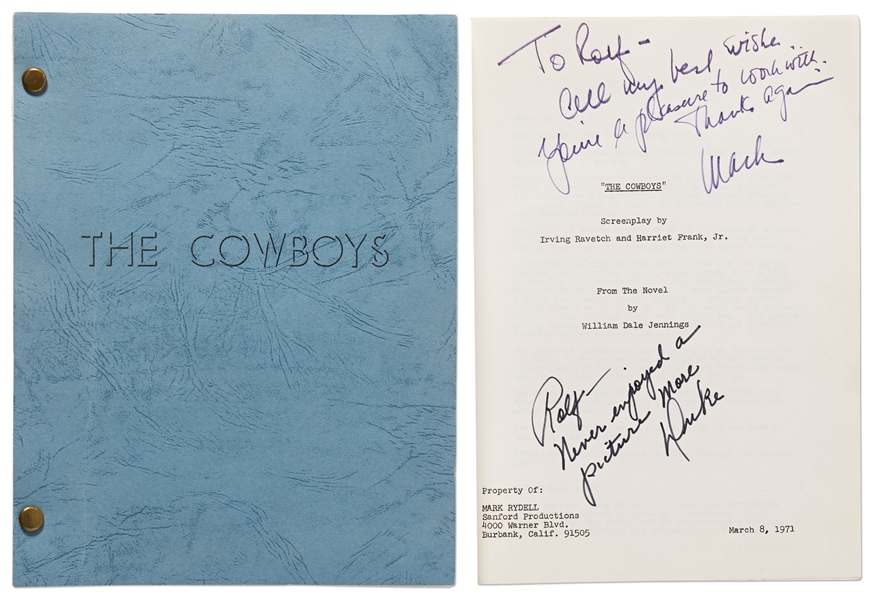 THE COWBOYS
To Rolf -
All my best wishes.
You're a pleasure to work with.
Thanks again
Mark
"THE COWBOYS"
Screenplay by
Irving Ravetch and Harriet Frank, Jr.
From The Novel
by
William Dale Jennings
Rolf -
Never enjoyed a
picture more
Duke
Property Of:
MARK RYDELL
Sanford Productions
4000 Warner Blvd.
Burbank, Calif. 91505
March 8, 1971